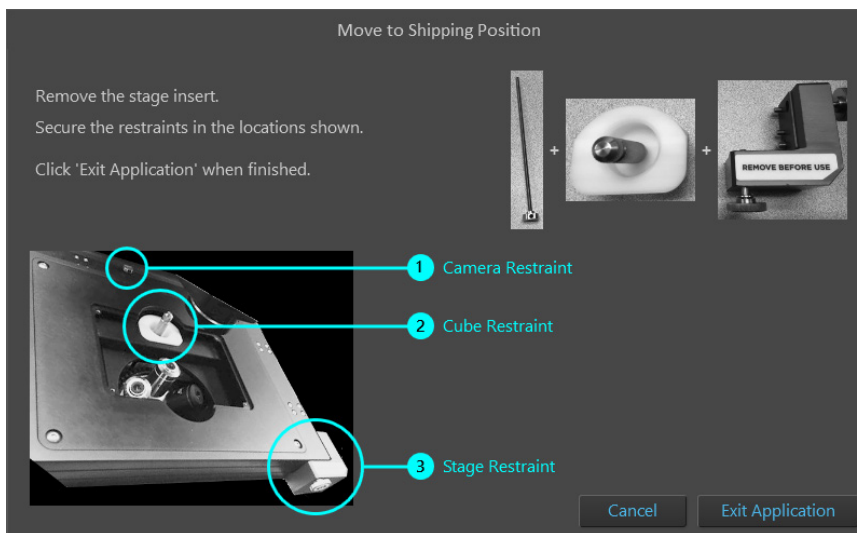 Move to Shipping Position
Remove the stage insert.
Secure the restraints in the locations shown.
Click 'Exit Application' when finished.
+
+
REMOVE BEFORE USE
1 Camera Restraint
2 Cube Restraint
3 Stage Restraint
Cancel
Exit Application